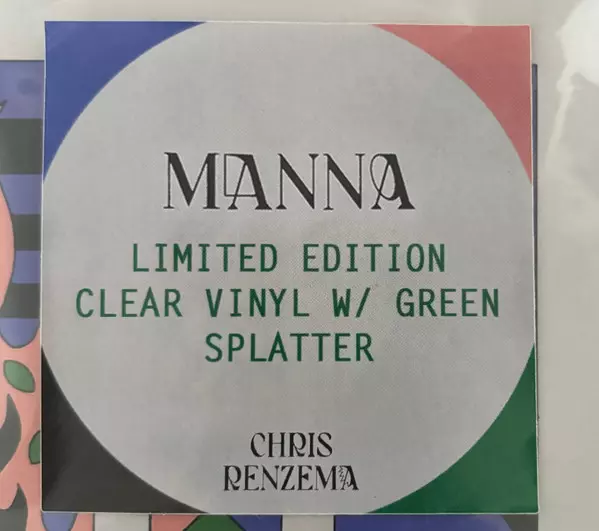 MANNA
LIMITED EDITION
CLEAR VINYL W/ GREEN
SPLATTER
CHRIS
RENZEMA